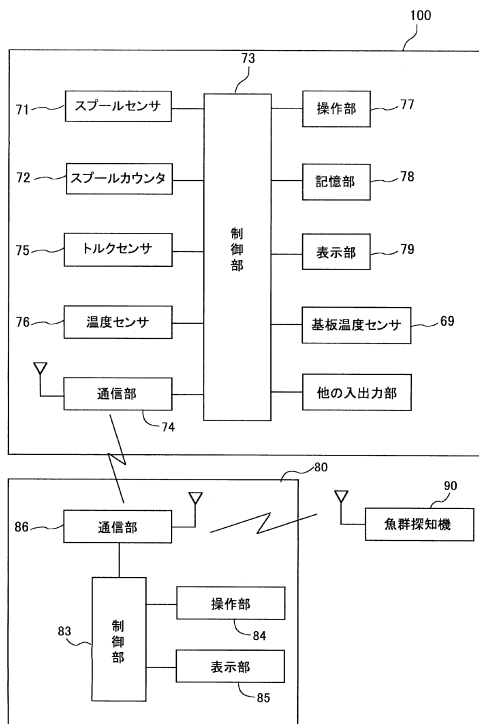 100
73
71
スプールセンサ
操作部
77
72
スプールカウンタ
記憶部
78
制御部
75
トルクセンサ
表示部
79
76
温度センサ
基板温度センサ
69
通信部
74
他の入出力部
80
86
通信部
90
魚群探知機
83
制御部
操作部
84
表示部
85